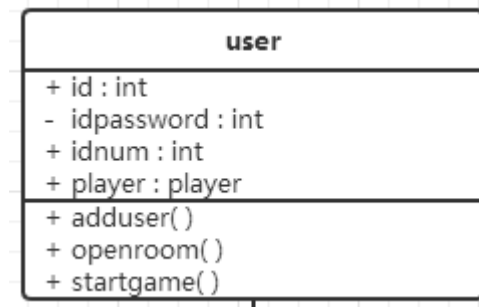 user
+ id : int
- idpassword : int
+ idnum : int
+ player : player
+ adduser( )
+ openroom( )
+ startgame( )